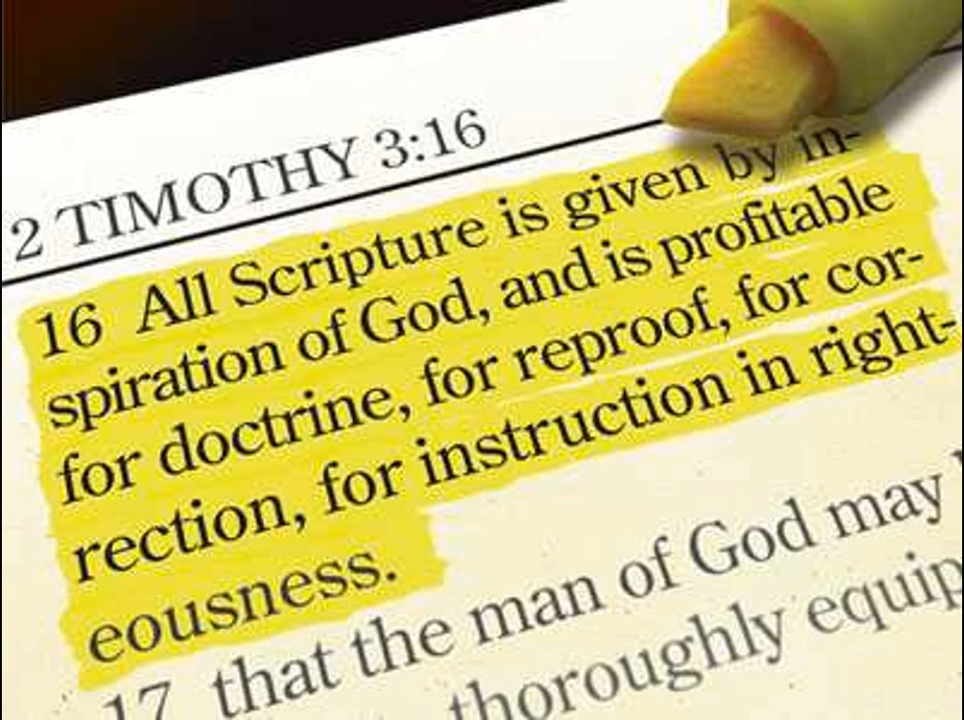 2 TIMOTHY 3:16
16 All Scripture is given by in-
spiration of God, and is profitable
for doctrine, for reproof, for cor-
rection, for instruction in right-
eousness.
17 that the man of God may
thoroughly equip